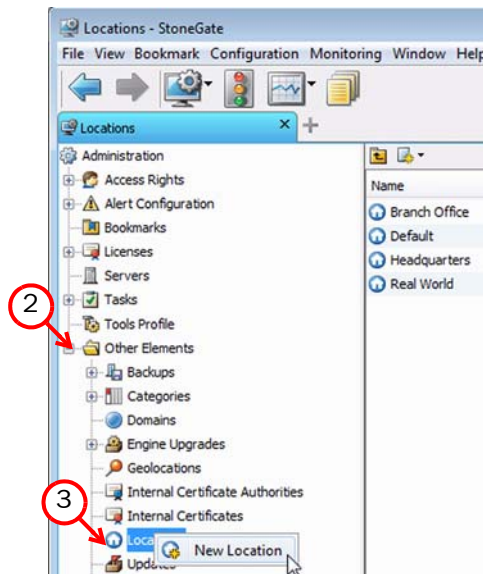 Locations - StoneGate
File View Bookmark Configuration Monitoring Window Help
Locations
Administration
Access Rights
Alert Configuration
Bookmarks
Licenses
Servers
Tasks
Tools Profile
2
Other Elements
Backups
Categories
Domains
Engine Upgrades
Geolocations
Internal Certificate Authorities
Internal Certificates
3
New Location
Name
Branch Office
Default
Headquarters
Real World